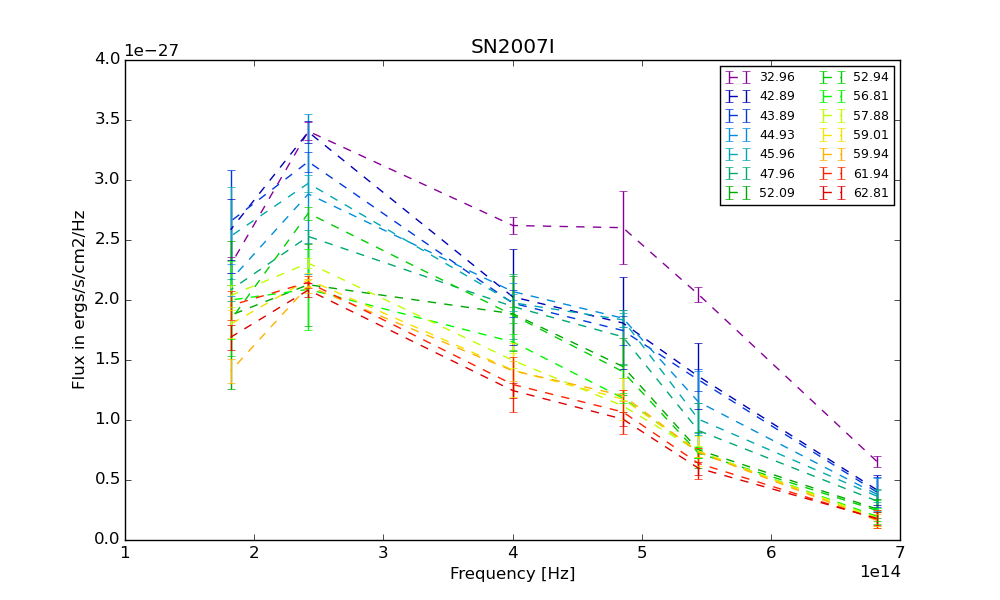 SN2007I
1e−27
4.0
3.5
3.0
2.5
2.0
1.5
1.0
0.5
0.0
Flux in ergs/s/cm2/Hz
32.96 52.94
42.89 56.81
43.89 57.88
44.93 59.01
45.96 59.94
47.96 61.94
52.09 62.81
1 2 3 4 5 6 7
Frequency [Hz]
1e14